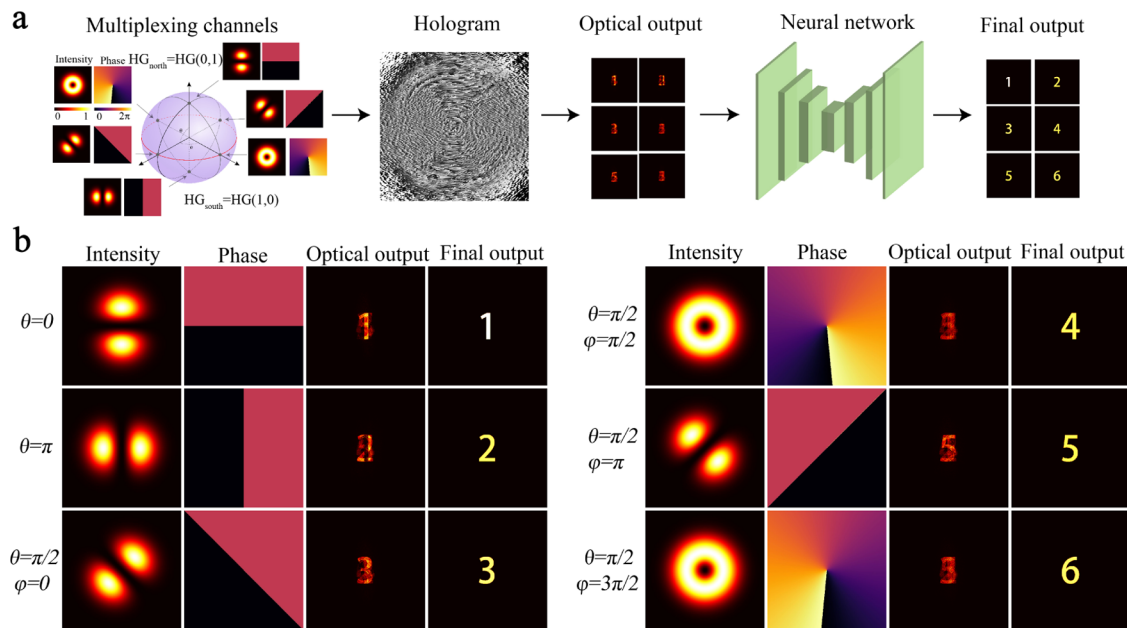 a
Multiplexing channels
Hologram
Optical output
Neural network
Final output
Intensity Phase
HGnorth=HG(0,1)
0 1 0 2π
HGsouth=HG(1,0)
1 2
3 4
5 6
b
Intensity Phase Optical output Final output
θ=0
1
θ=π
2
θ=π/2
φ=0
3
Intensity Phase Optical output Final output
θ=π/2
φ=π/2
4
θ=π/2
φ=π
5
θ=π/2
φ=3π/2
6